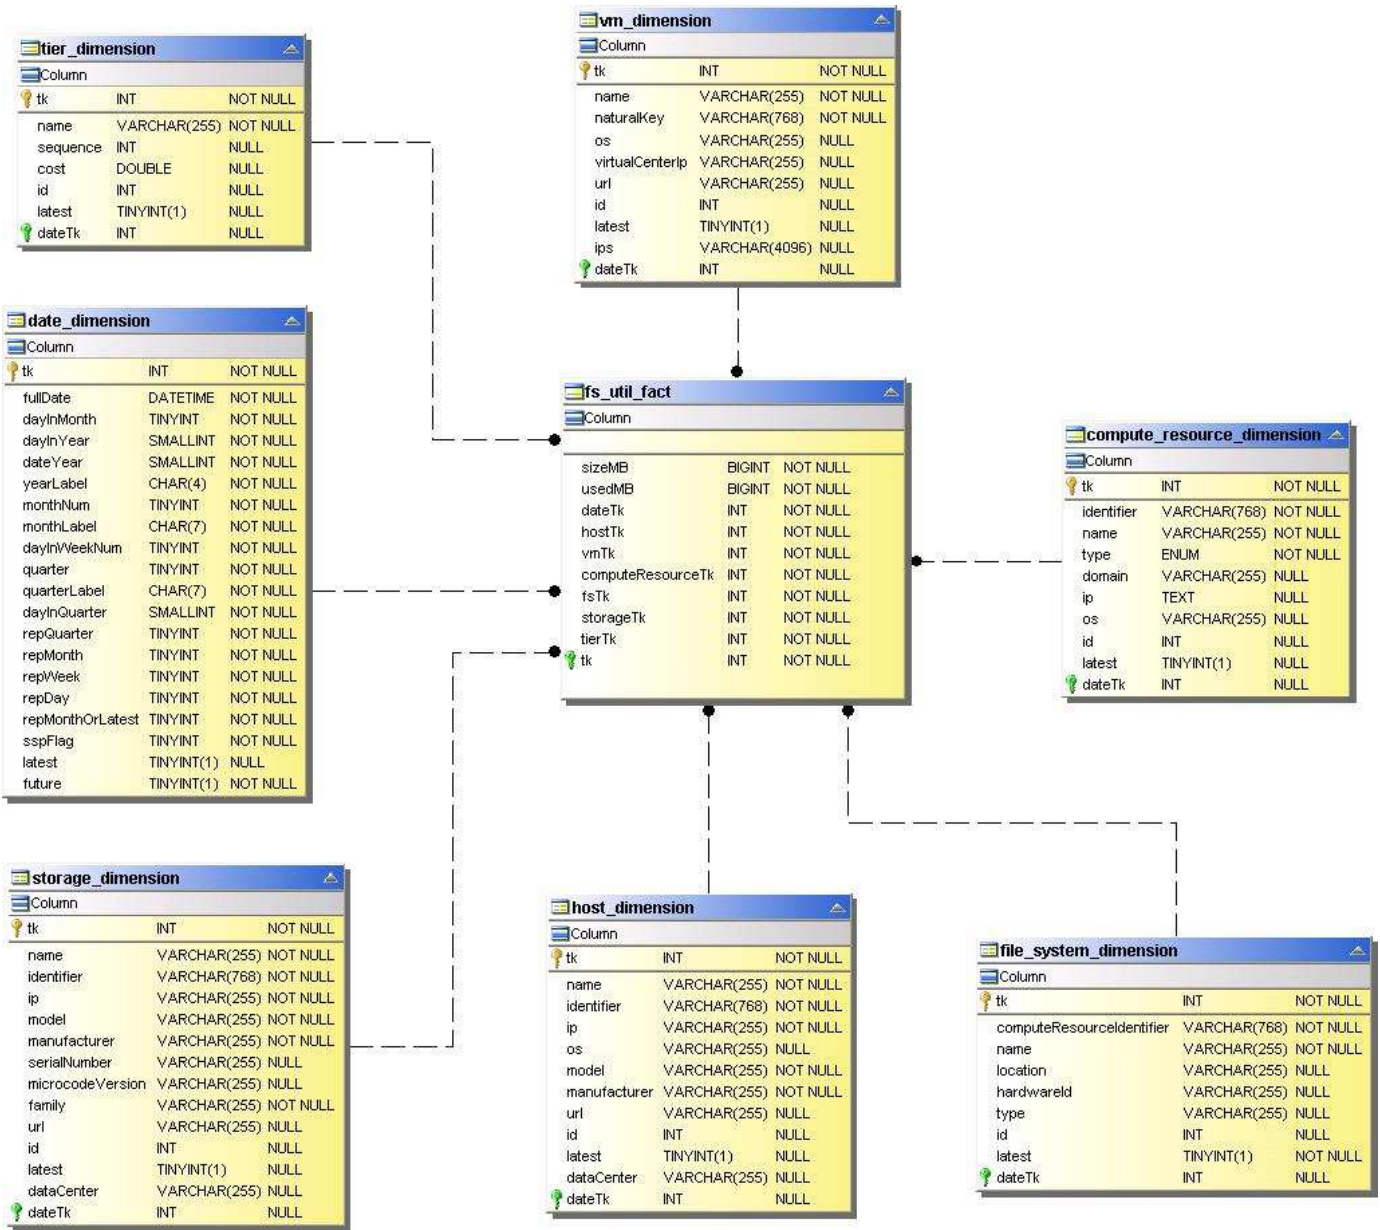 tier_dimension
Column
tk INT NOT NULL
name VARCHAR(255) NOT NULL
sequence INT NULL
cost DOUBLE NULL
id INT NULL
latest TINYINT(1) NULL
dateTk INT NULL
vm_dimension
Column
tk INT NOT NULL
name VARCHAR(255) NOT NULL
naturalKey VARCHAR(768) NOT NULL
os VARCHAR(255) NULL
virtualCenterIp VARCHAR(255) NULL
url VARCHAR(255) NULL
id INT NULL
latest TINYINT(1) NULL
ips VARCHAR(4096) NULL
dateTk INT NULL
date_dimension
Column
tk INT NOT NULL
fullDate DATETIME NOT NULL
dayInMonth TINYINT NOT NULL
dayInYear SMALLINT NOT NULL
dateYear SMALLINT NOT NULL
yearLabel CHAR(4) NOT NULL
monthNum TINYINT NOT NULL
monthLabel CHAR(7) NOT NULL
dayInWeekNum TINYINT NOT NULL
quarter TINYINT NOT NULL
quarterLabel CHAR(7) NOT NULL
dayInQuarter SMALLINT NOT NULL
repQuarter TINYINT NOT NULL
repMonth TINYINT NOT NULL
repWeek TINYINT NOT NULL
repDay TINYINT NOT NULL
repMonthOrLatest TINYINT NOT NULL
sspFlag TINYINT NOT NULL
latest TINYINT(1) NULL
future TINYINT(1) NOT NULL
fs_util_fact
Column
sizeMB BIGINT NOT NULL
usedMB BIGINT NOT NULL
dateTk INT NOT NULL
hostTk INT NOT NULL
vmTk INT NOT NULL
computeResourceTk INT NOT NULL
fsTk INT NOT NULL
storageTk INT NOT NULL
tierTk INT NOT NULL
tk INT NOT NULL
compute_resource_dimension
Column
tk INT NOT NULL
identifier VARCHAR(768) NOT NULL
name VARCHAR(255) NOT NULL
type ENUM NOT NULL
domain VARCHAR(255) NULL
ip TEXT NULL
os VARCHAR(255) NULL
id INT NULL
latest TINYINT(1) NULL
dateTk INT NULL
storage_dimension
Column
tk INT NOT NULL
name VARCHAR(255) NOT NULL
identifier VARCHAR(768) NOT NULL
ip VARCHAR(255) NOT NULL
model VARCHAR(255) NOT NULL
manufacturer VARCHAR(255) NOT NULL
serialNumber VARCHAR(255) NULL
microcodeVersion VARCHAR(255) NULL
family VARCHAR(255) NOT NULL
url VARCHAR(255) NULL
id INT NULL
latest TINYINT(1) NULL
dataCenter VARCHAR(255) NULL
dateTk INT NULL
host_dimension
Column
tk INT NOT NULL
name VARCHAR(255) NOT NULL
identifier VARCHAR(768) NOT NULL
ip VARCHAR(255) NOT NULL
os VARCHAR(255) NULL
model VARCHAR(255) NOT NULL
manufacturer VARCHAR(255) NOT NULL
url VARCHAR(255) NULL
id INT NULL
latest TINYINT(1) NULL
dataCenter VARCHAR(255) NULL
dateTk INT NULL
file_system_dimension
Column
tk INT NOT NULL
computeResourceIdentifier VARCHAR(768) NOT NULL
name VARCHAR(255) NOT NULL
location VARCHAR(255) NULL
hardwareId VARCHAR(255) NULL
type VARCHAR(255) NULL
id INT NULL
latest TINYINT(1) NOT NULL
dateTk INT NULL